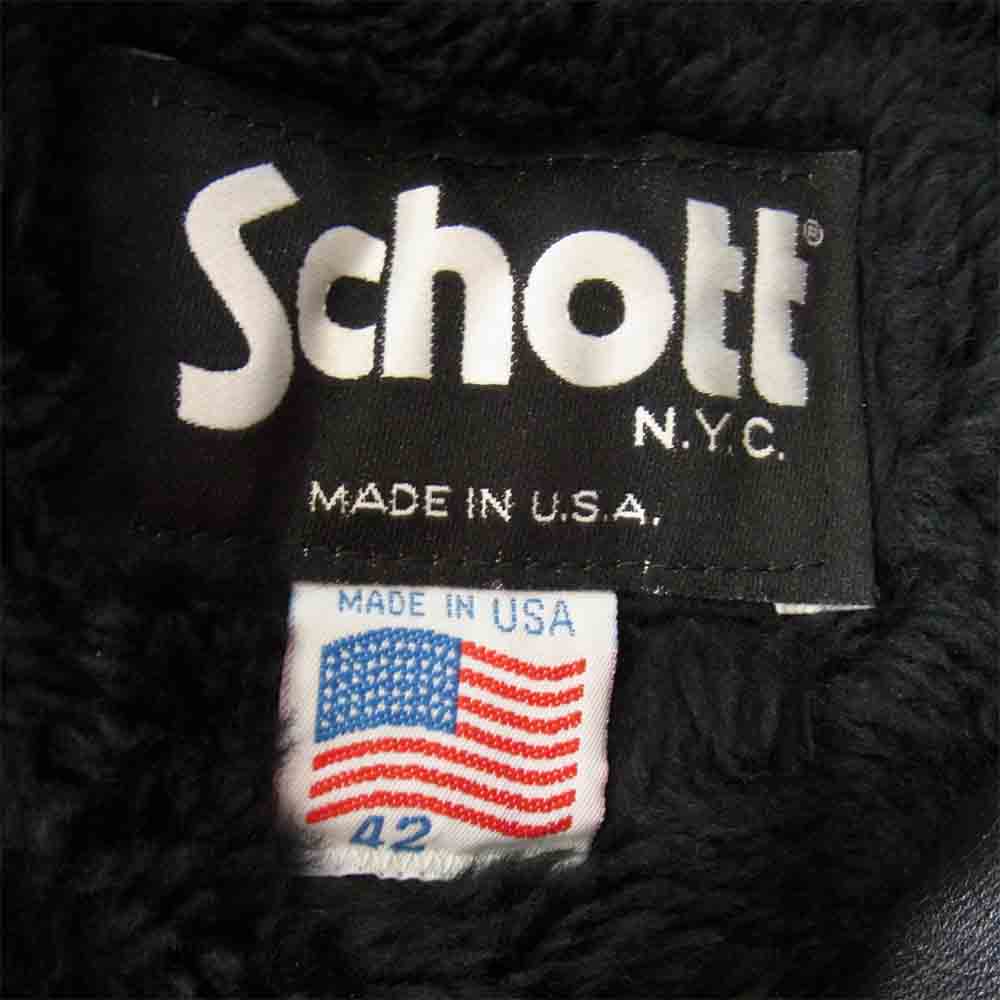 Schott®
N.Y.C.
MADE IN U.S.A.
MADE IN USA
42